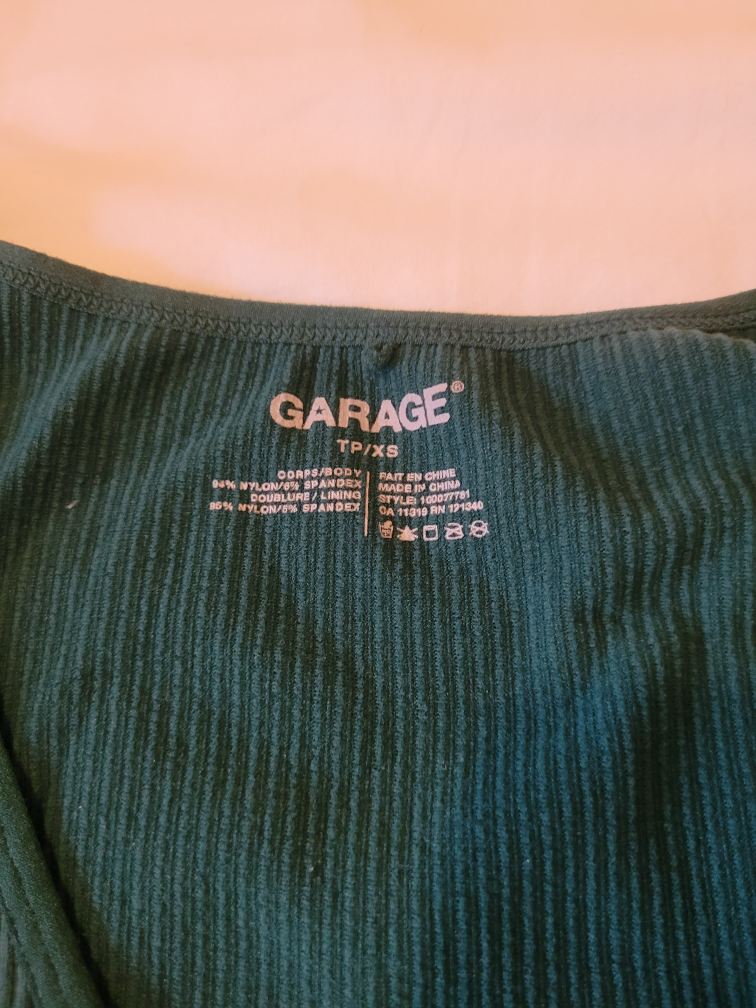 GARAGE®
TP/XS
CORPS/BODY
94% NYLON/6% SPANDEX
DOUBLURE / LINING
95% NYLON/5% SPANDEX
FAIT EN CHINE
MADE IN CHINA
STYLE: 100077761
CA 11319 RN 121340